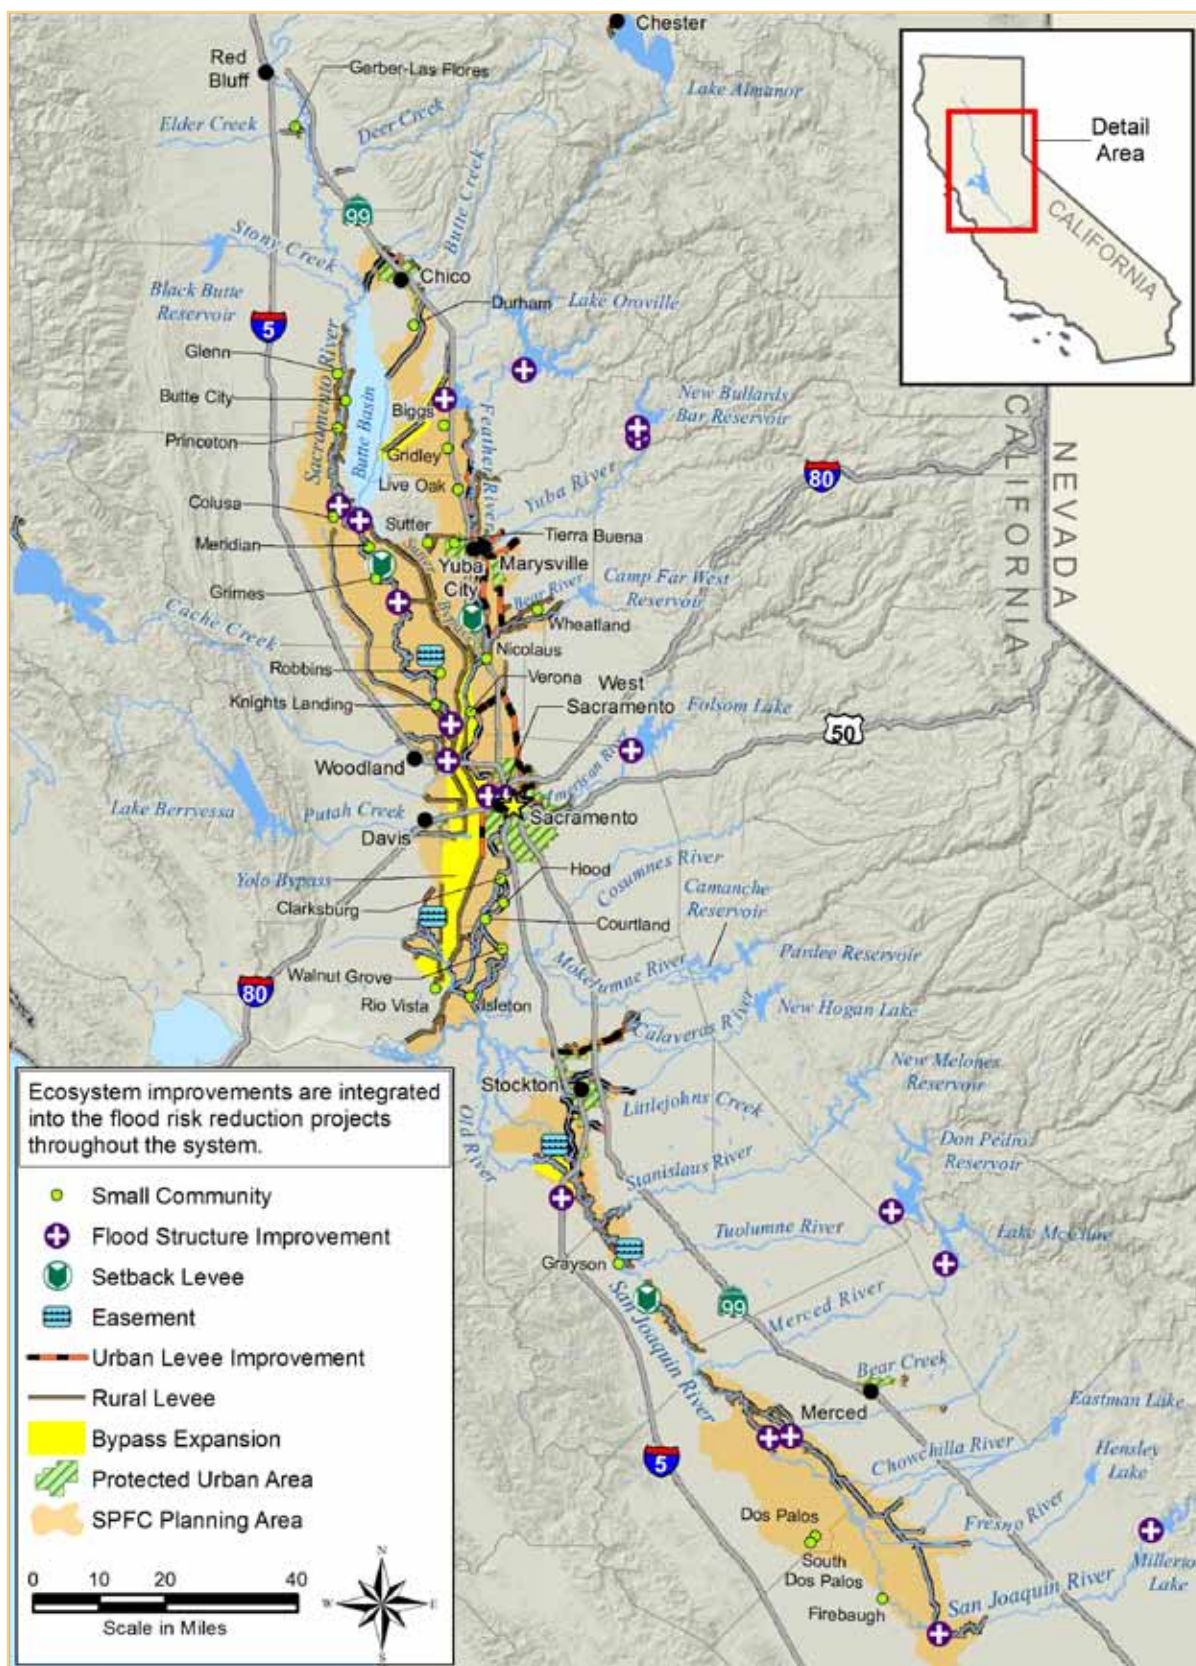 Chester
Red
Bluff
Gerber-Las Flores
Lake Almanor
Elder Creek
Deer Creek
Detail
Area
CALIFORNIA
99
Butte Creek
Stony Creek
Chico
Black Butte
Reservoir
Durham
Lake Oroville
5
Glenn
Sacramento River
Butte City
Butte Basin
Biggs
Feather River
New Bullards
Bar Reservoir
CALIFORNIA
NEVADA
Princeton
Gridley
80
Live Oak
Yuba River
Colusa
Sutter
Tierra Buena
Meridian
Sutter
Yuba
City
Marysville
Grimes
Bear River
Camp Far West
Reservoir
Cache Creek
Wheatland
Nicolaus
Robbins
Verona
West
Sacramento
Knights Landing
Folsom Lake
50
Woodland
American River
Lake Berryessa
Putah Creek
Sacramento
Davis
Hood
Cosumnes River
Yolo Bypass
Camanche
Reservoir
Clarksburg
Courtland
Pardee Reservoir
Walnut Grove
Mokelumne River
80
Rio Vista
Isleton
New Hogan Lake
Calaveras River
New Melones
Reservoir
Stockton
Littlejohns Creek
Old River
Don Pedro
Reservoir
Stanislaus River
Tuolumne River
Lake McClure
Grayson
San Joaquin River
99
Merced River
Bear Creek
Merced
Eastman Lake
5
Chowchilla River
Hensley
Lake
Dos Palos
Fresno River
South
Dos Palos
Millerto
Lake
Firebaugh
San Joaquin River
Ecosystem improvements are integrated
into the flood risk reduction projects
throughout the system.
Small Community
Flood Structure Improvement
Setback Levee
Easement
Urban Levee Improvement
Rural Levee
Bypass Expansion
Protected Urban Area
SPFC Planning Area
0 10 20 40
Scale in Miles
N
W E
S